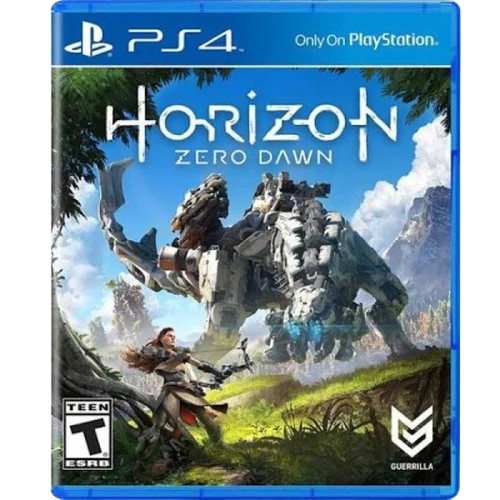 PS4
Only On PlayStation®
HORIZON
ZERO DAWN
TEEN
T
ESRB
GUERRILLA